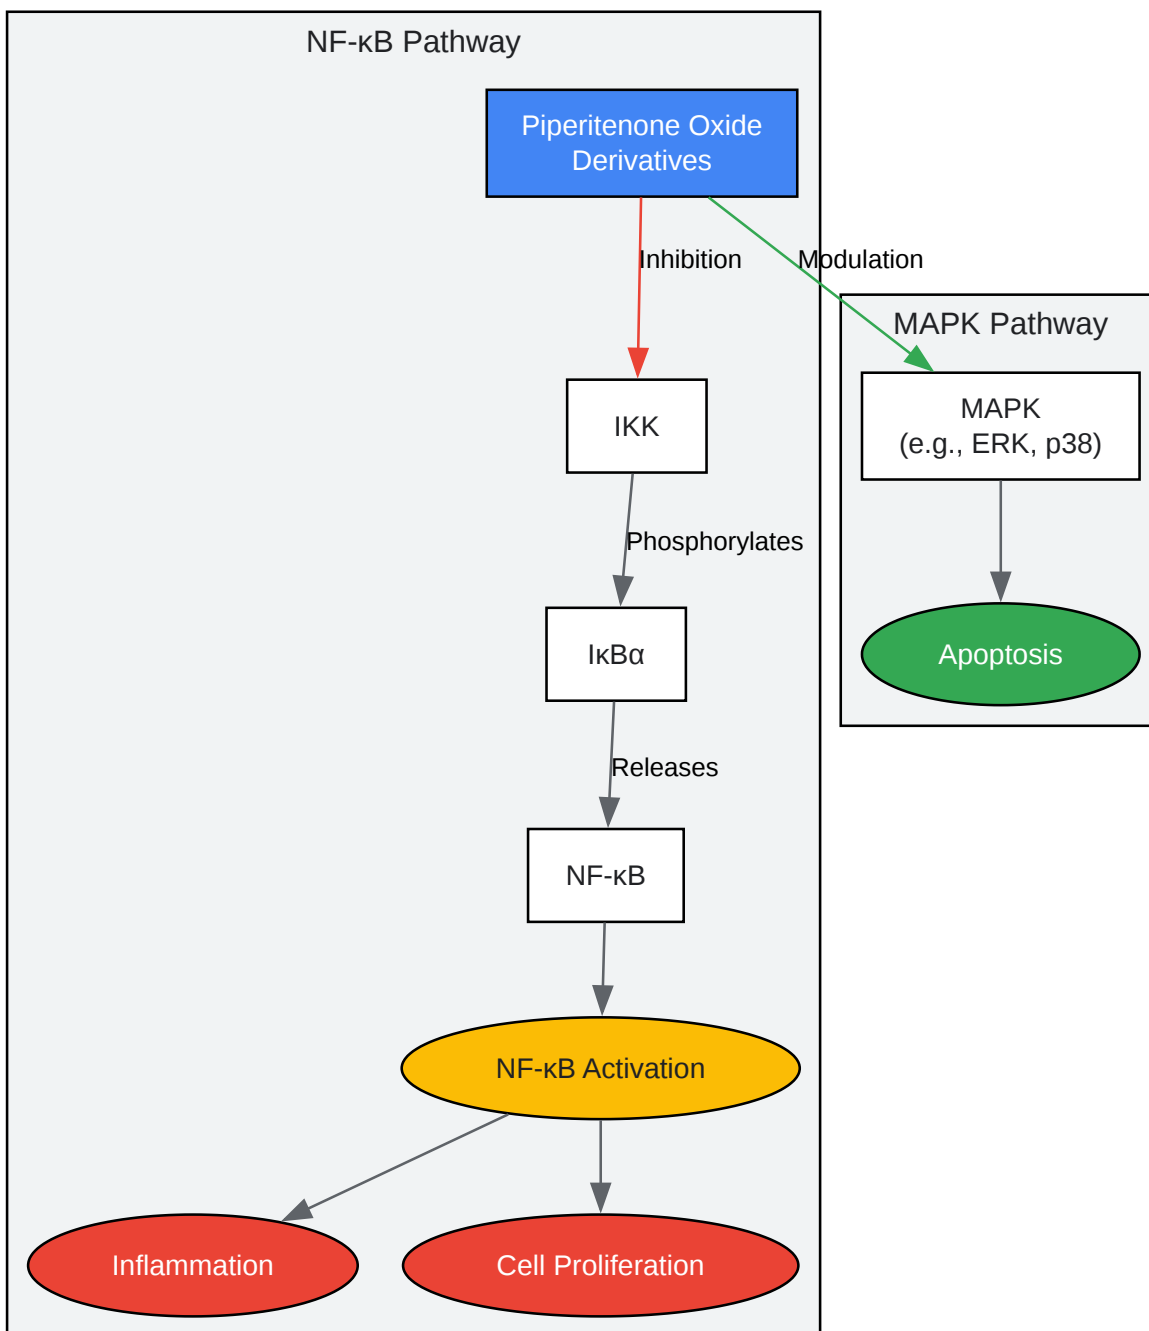 NF-κB Pathway
Piperitenone Oxide
Derivatives
Inhibition
Modulation
MAPK Pathway
IKK
MAPK
(e.g., ERK, p38)
Phosphorylates
IκBα
Apoptosis
Releases
NF-κB
NF-κB Activation
Inflammation
Cell Proliferation